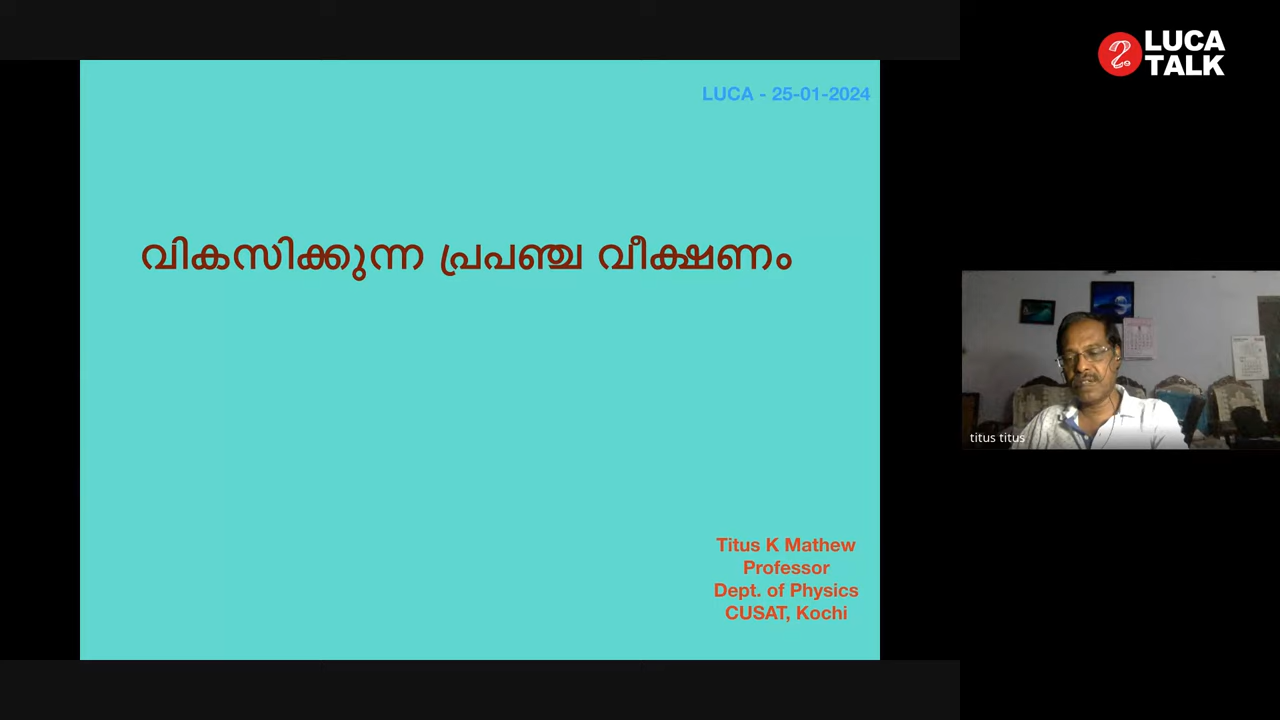 LUCA TALK
LUCA - 25-01-2024
വികസിക്കുന്ന പ്രപഞ്ച വീക്ഷണം
Titus K Mathew
Professor
Dept. of Physics
CUSAT, Kochi
titus titus